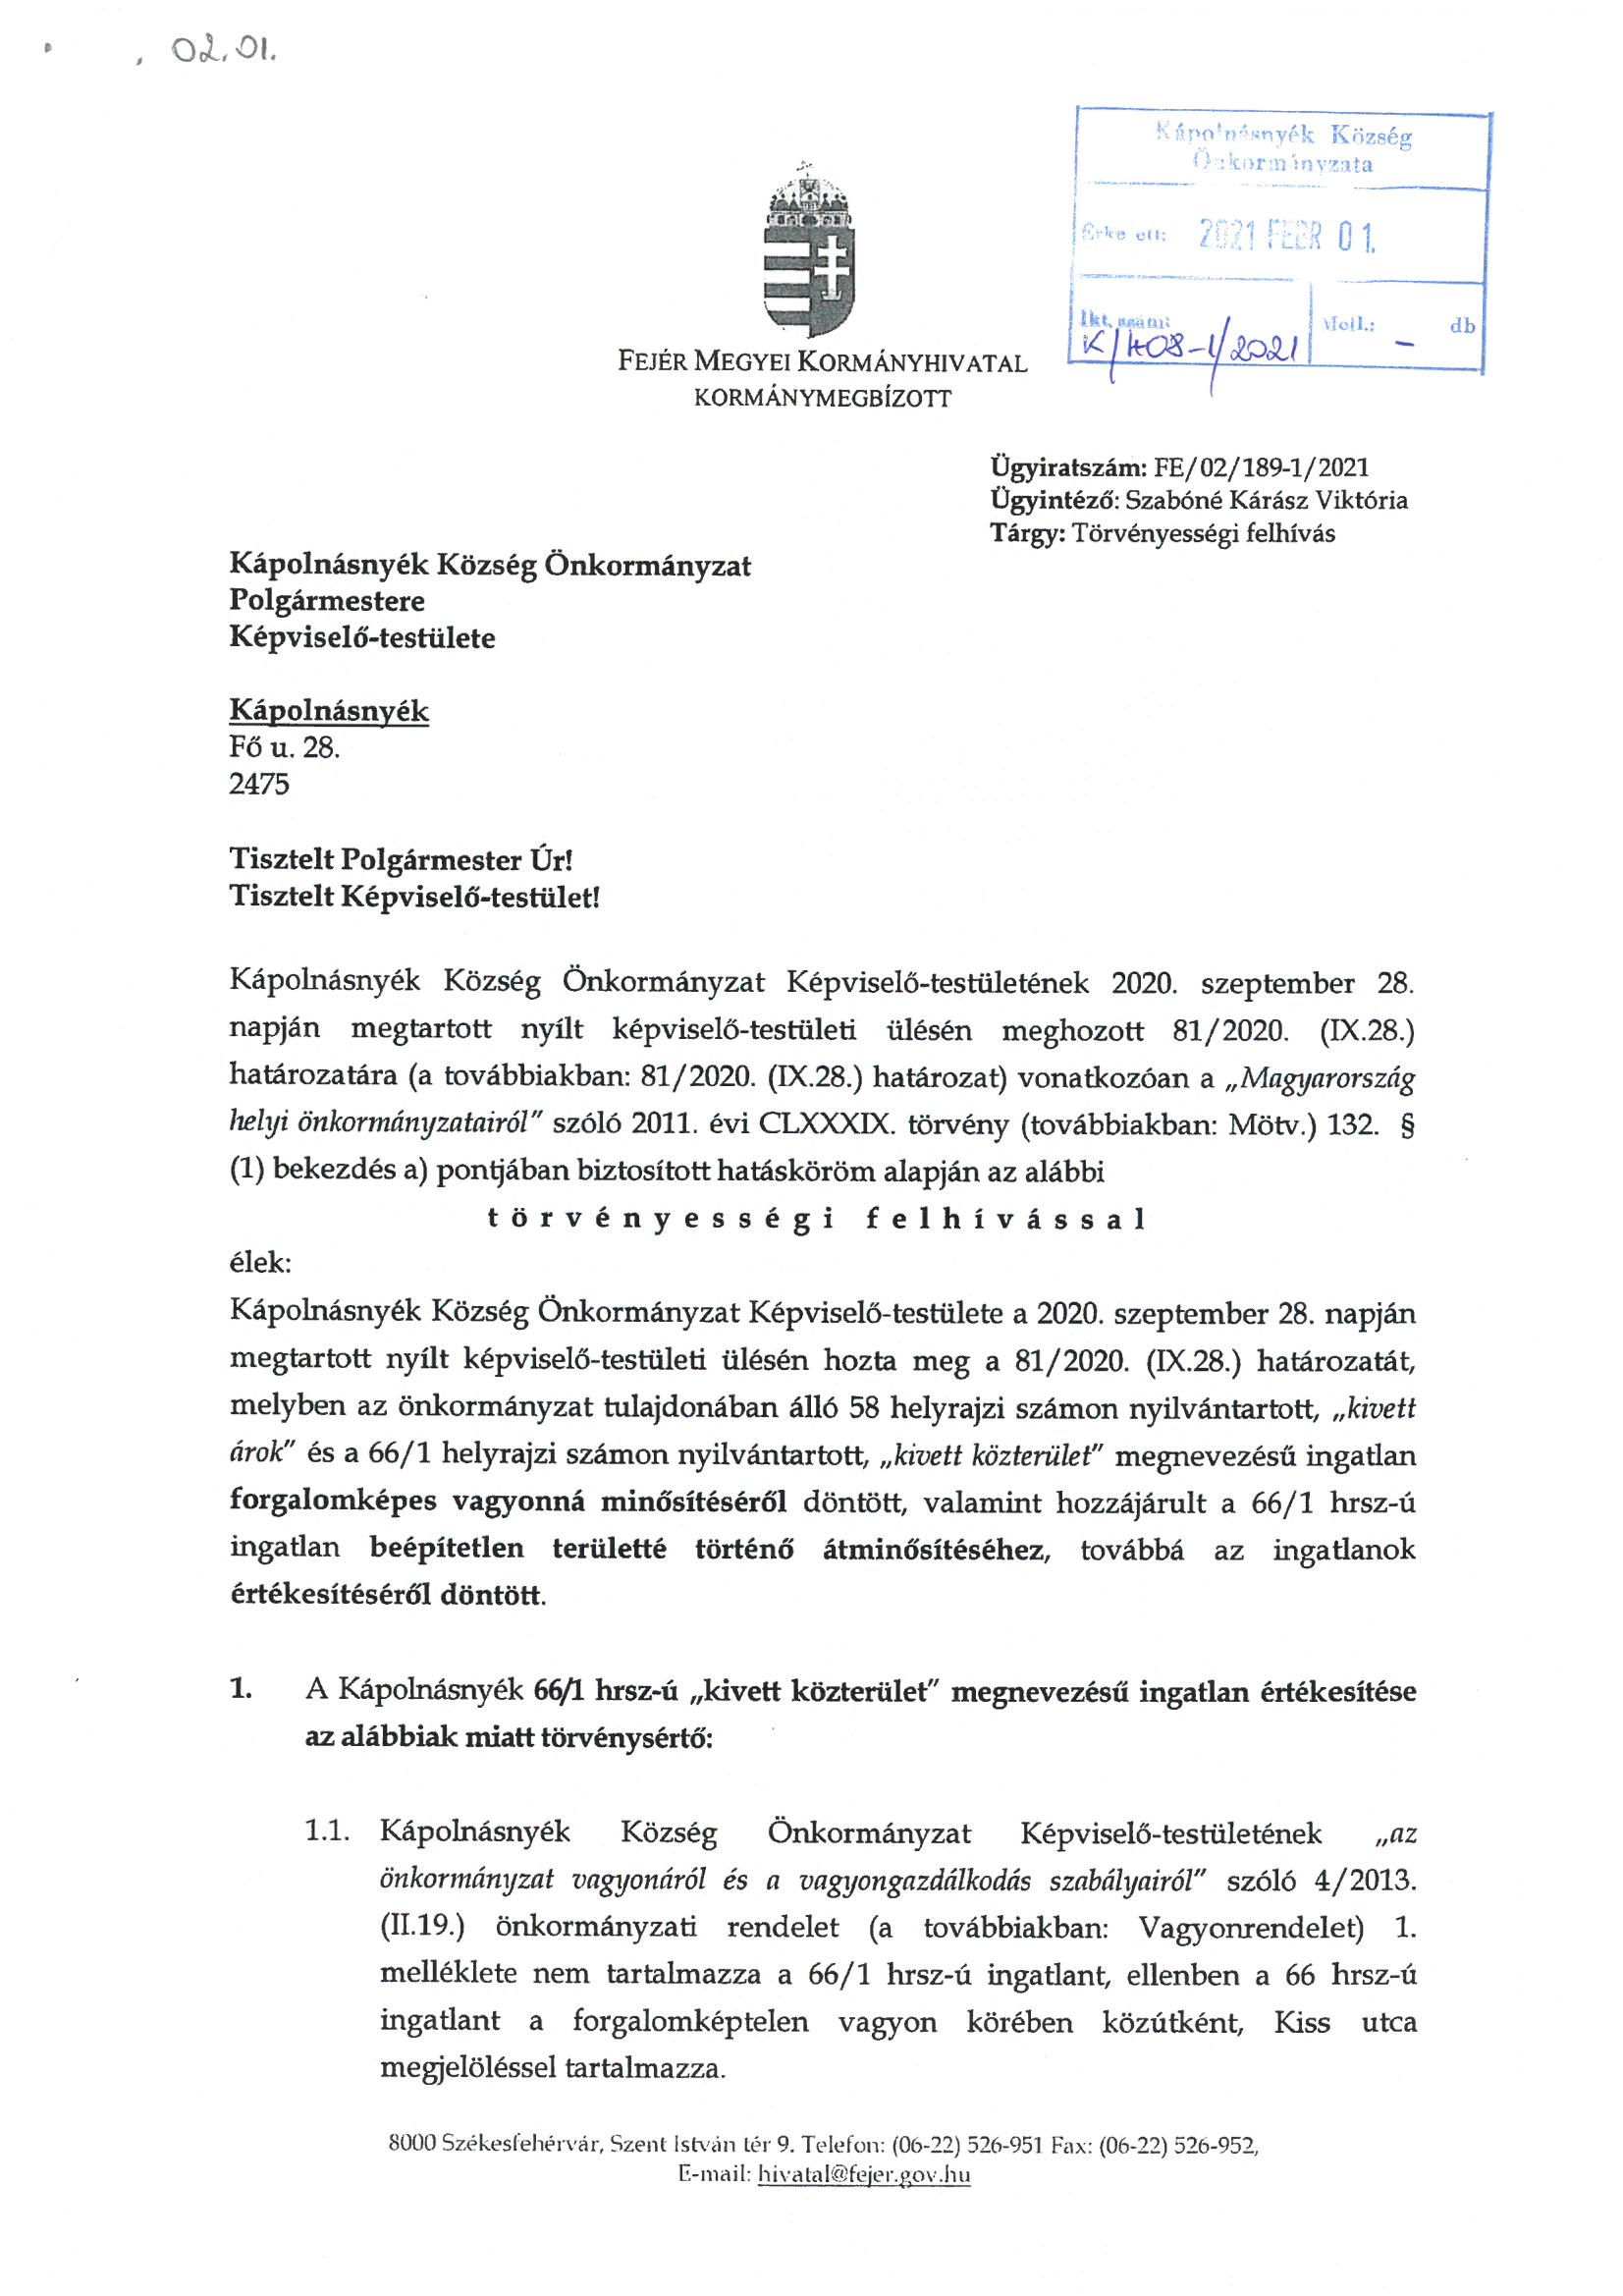 02.01.
Kápolnásnyék Község
Önkormányzata
Érkezett: 2021 FEBR 01.
Ikt. szám: Mell.: - db
K/408-1/2021
FEJÉR MEGYEI KORMÁNYHIVATAL
KORMÁNYMEGBÍZOTT
Ügyiratszám: FE/02/189-1/2021
Ügyintéző: Szabóné Kárász Viktória
Tárgy: Törvényességi felhívás
Kápolnásnyék Község Önkormányzat
Polgármestere
Képviselő-testülete
Kápolnásnyék
Fő u. 28.
2475
Tisztelt Polgármester Úr!
Tisztelt Képviselő-testület!
Kápolnásnyék Község Önkormányzat Képviselő-testületének 2020. szeptember 28.
napján megtartott nyílt képviselő-testületi ülésén meghozott 81/2020. (IX.28.)
határozatára (a továbbiakban: 81/2020. (IX.28.) határozat) vonatkozóan a „Magyarország
helyi önkormányzatairól" szóló 2011. évi CLXXXIX. törvény (továbbiakban: Mötv.) 132. §
(1) bekezdés a) pontjában biztosított hatásköröm alapján az alábbi
törvényességi felhívással
élek:
Kápolnásnyék Község Önkormányzat Képviselő-testülete a 2020. szeptember 28. napján
megtartott nyílt képviselő-testületi ülésén hozta meg a 81/2020. (IX.28.) határozatát,
melyben az önkormányzat tulajdonában álló 58 helyrajzi számon nyilvántartott, „kivett
árok" és a 66/1 helyrajzi számon nyilvántartott, „kivett közterület" megnevezésű ingatlan
forgalomképes vagyonná minősítéséről döntött, valamint hozzájárult a 66/1 hrsz-ú
ingatlan beépítetlen területté történő átminősítéséhez, továbbá az ingatlanok
értékesítéséről döntött.
1. A Kápolnásnyék 66/1 hrsz-ú „kivett közterület" megnevezésű ingatlan értékesítése
az alábbiak miatt törvénysértő:
1.1. Kápolnásnyék Község Önkormányzat Képviselő-testületének „az
önkormányzat vagyonáról és a vagyongazdálkodás szabályairól" szóló 4/2013.
(II.19.) önkormányzati rendelet (a továbbiakban: Vagyonrendelet) 1.
melléklete nem tartalmazza a 66/1 hrsz-ú ingatlant, ellenben a 66 hrsz-ú
ingatlant a forgalomképtelen vagyon körében közútként, Kiss utca
megjelöléssel tartalmazza.
8000 Székesfehérvár, Szent István tér 9. Telefon: (06-22) 526-951 Fax: (06-22) 526-952,
E-mail: hivatal@fejer.gov.hu